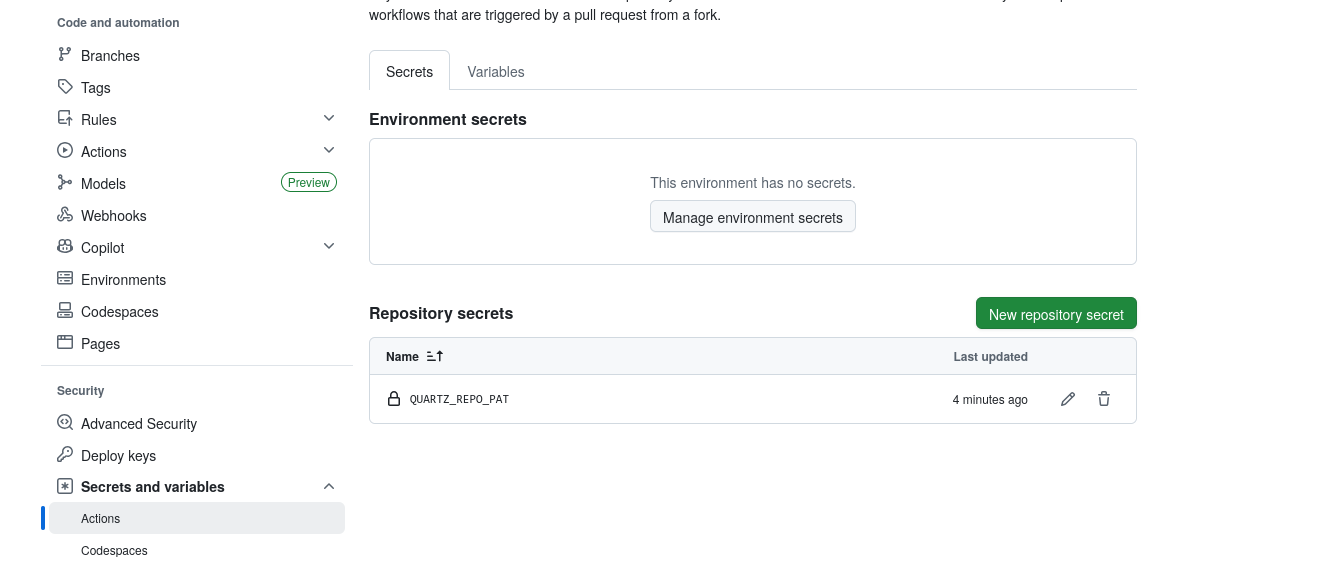 Code and automation
Branches
Tags
Rules
Actions
Models
Preview
Webhooks
Copilot
Environments
Codespaces
Pages
Security
Advanced Security
Deploy keys
Secrets and variables
Actions
Codespaces
workflows that are triggered by a pull request from a fork.
Secrets
Variables
Environment secrets
This environment has no secrets.
Manage environment secrets
Repository secrets
New repository secret
Name
Last updated
QUARTZ_REPO_PAT
4 minutes ago